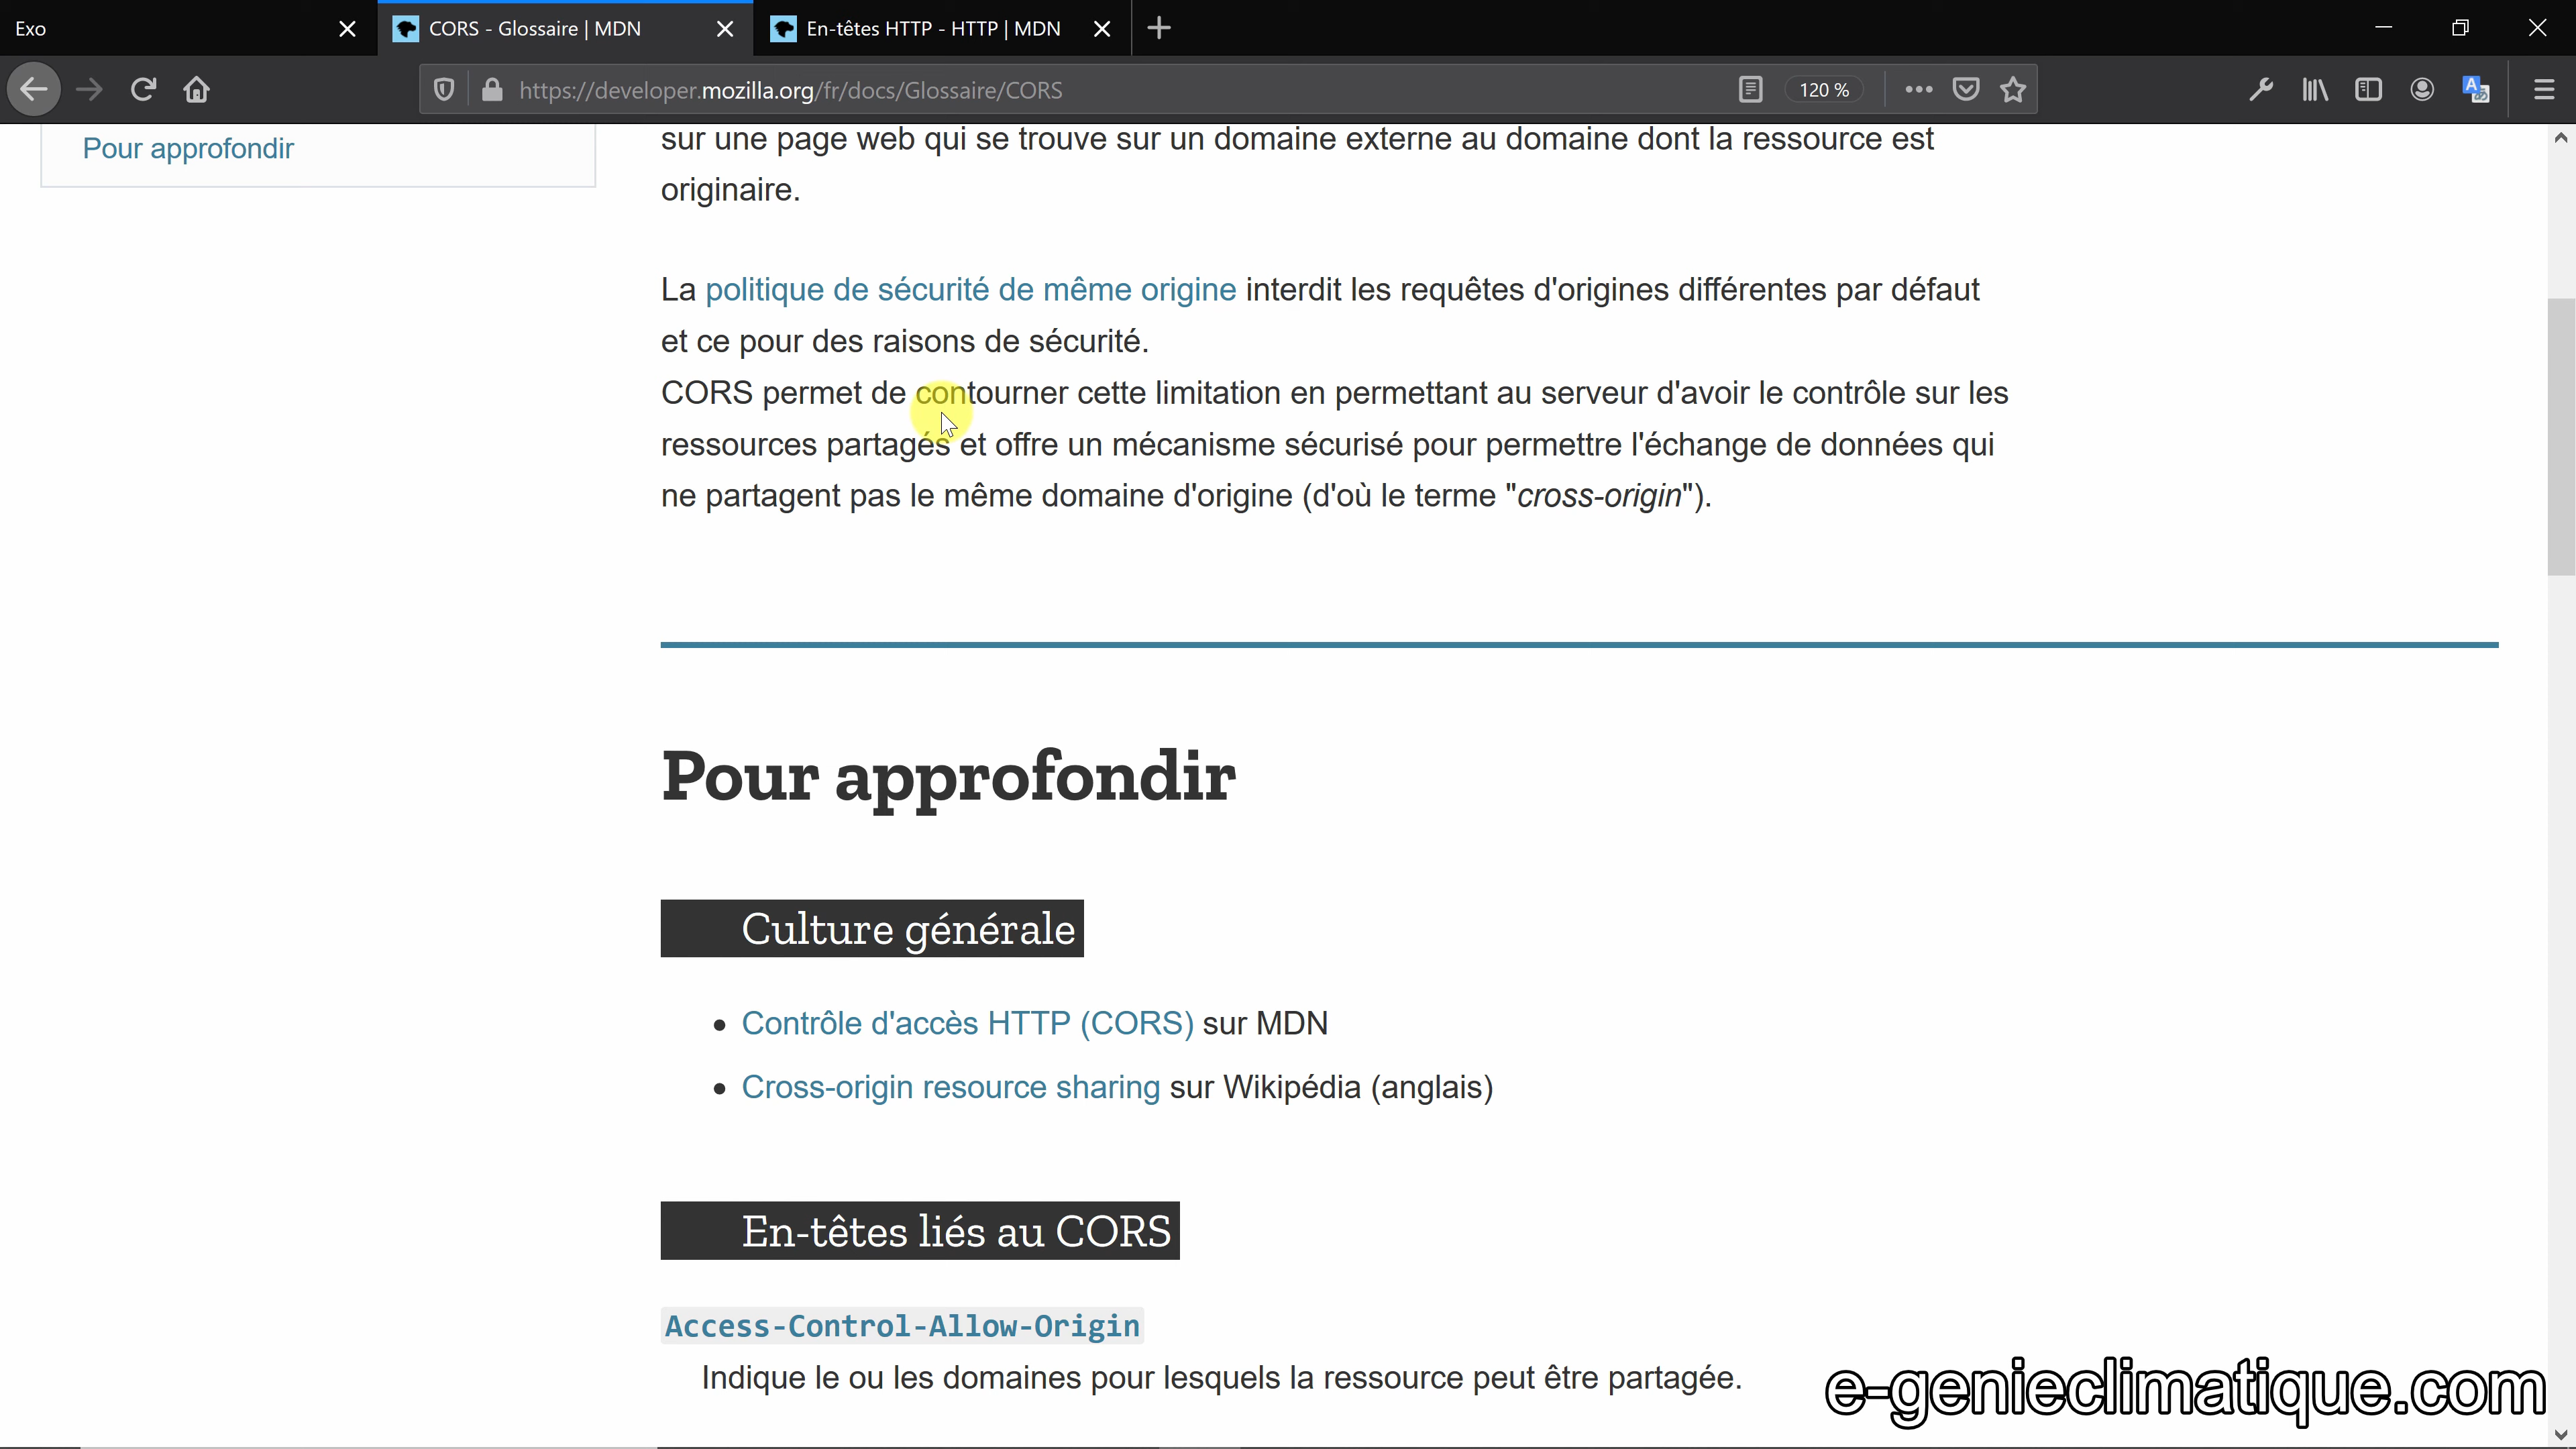 Exo
CORS - Glossaire | MDN
En-têtes HTTP - HTTP | MDN
https://developer.mozilla.org/fr/docs/Glossaire/CORS
120 %
Pour approfondir
sur une page web qui se trouve sur un domaine externe au domaine dont la ressource est
originaire.
La politique de sécurité de même origine interdit les requêtes d'origines différentes par défaut
et ce pour des raisons de sécurité.
CORS permet de contourner cette limitation en permettant au serveur d'avoir le contrôle sur les
ressources partagés et offre un mécanisme sécurisé pour permettre l'échange de données qui
ne partagent pas le même domaine d'origine (d'où le terme "cross-origin").
Pour approfondir
Culture générale
• Contrôle d'accès HTTP (CORS) sur MDN
• Cross-origin resource sharing sur Wikipédia (anglais)
En-têtes liés au CORS
Access-Control-Allow-Origin
Indique le ou les domaines pour lesquels la ressource peut être partagée.
e-genieclimatique.com